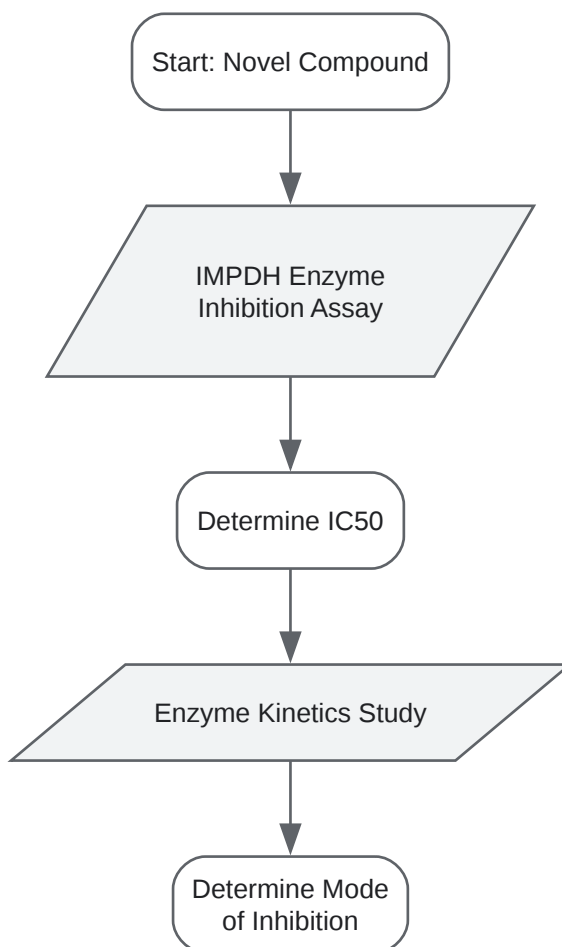 Start: Novel Compound
IMPDH Enzyme
Inhibition Assay
Determine IC50
Enzyme Kinetics Study
Determine Mode
of Inhibition